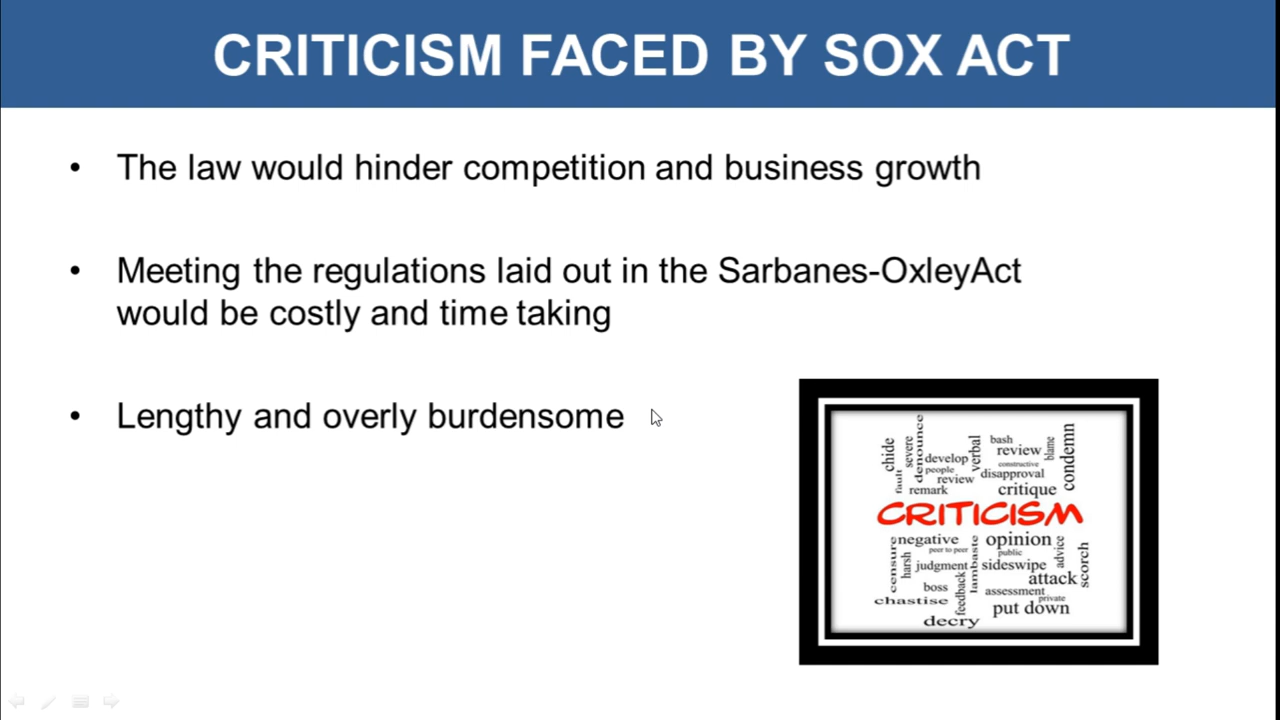 CRITICISM FACED BY SOX ACT
• The law would hinder competition and business growth
• Meeting the regulations laid out in the Sarbanes-OxleyAct
would be costly and time taking
• Lengthy and overly burdensome
chide
severe
denounce
fault
develop
people
review
remark
verbal
bash
review
constructive
disapproval
critique
blame
condemn
CRITICISM
censure
negative
peer to peer
harsh
judgment
boss
chastise
feedback
decry
lambaste
opinion
public
sideswipe
advice
scorch
attack
assessment
private
put down